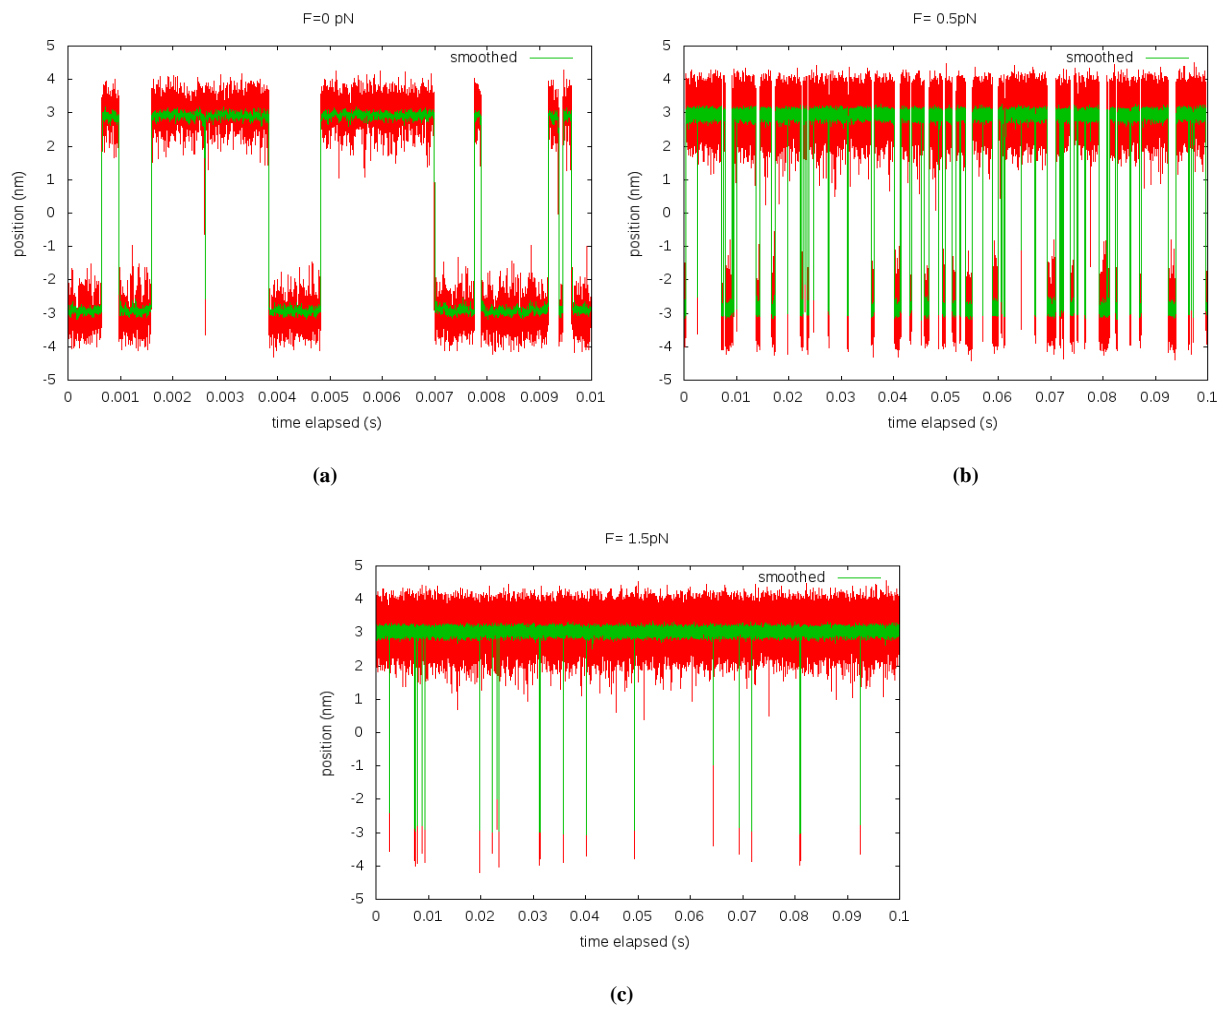 F=0 pN
5
4
3
2
1
0
-1
-2
-3
-4
-5
position (nm)
smoothed
0 0.001 0.002 0.003 0.004 0.005 0.006 0.007 0.008 0.009 0.01
time elapsed (s)
(a)
F= 0.5pN
5
4
3
2
1
0
-1
-2
-3
-4
-5
position (nm)
smoothed
0 0.01 0.02 0.03 0.04 0.05 0.06 0.07 0.08 0.09 0.1
time elapsed (s)
(b)
F= 1.5pN
5
4
3
2
1
0
-1
-2
-3
-4
-5
position (nm)
smoothed
0 0.01 0.02 0.03 0.04 0.05 0.06 0.07 0.08 0.09 0.1
time elapsed (s)
(c)